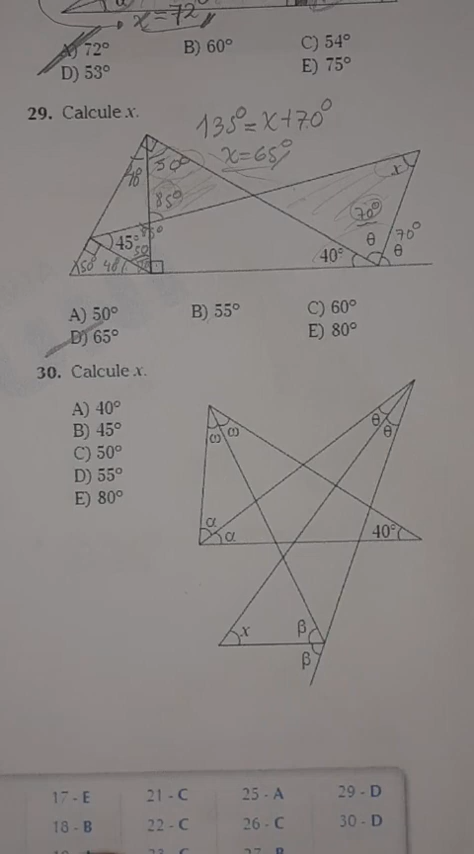 x = 72°
A) 72° B) 60° C) 54°
D) 53° E) 75°
29. Calcule x.
135° = x + 70°
x = 65°
50°
85°
x
70°
45°
50
40°
θ
70°
θ
50°
A) 50° B) 55° C) 60°
D) 65° E) 80°
30. Calcule x.
A) 40°
B) 45°
C) 50°
D) 55°
E) 80°
ω ω
θ
θ
α
α
40°
x
β
β
17 - E 21 - C 25 - A 29 - D
18 - B 22 - C 26 - C 30 - D